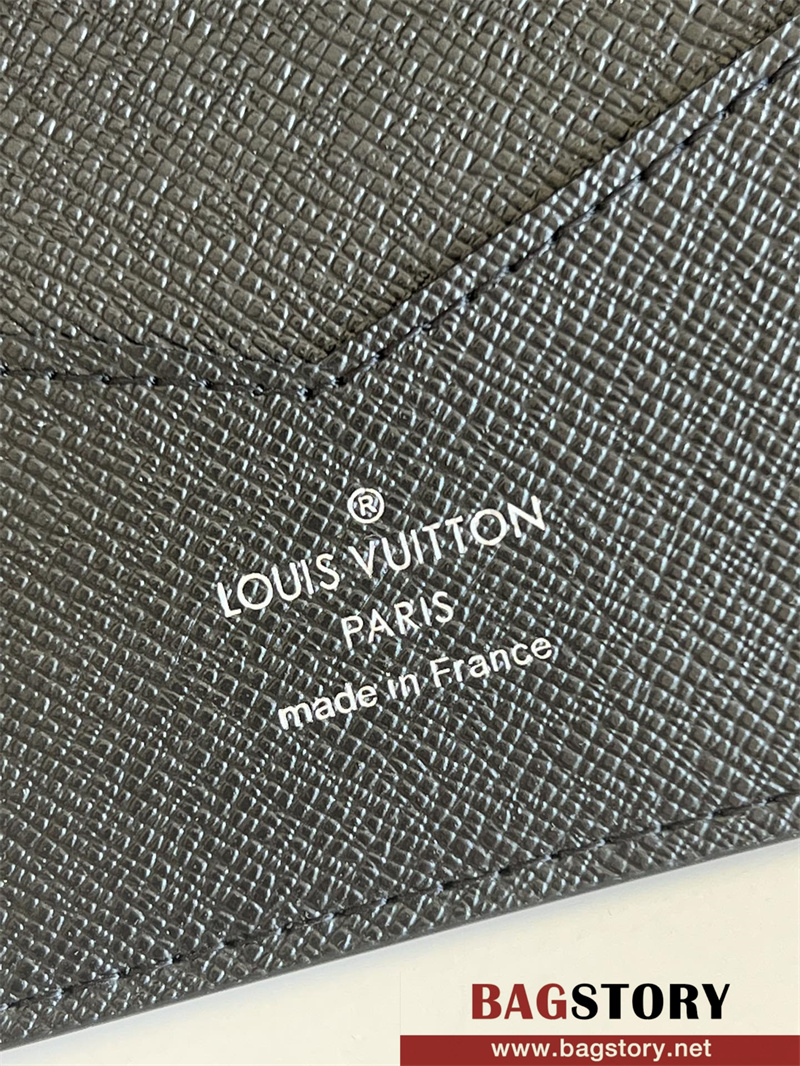 ®
LOUIS VUITTON
PARIS
made in France
BAGSTORY
www.bagstory.net